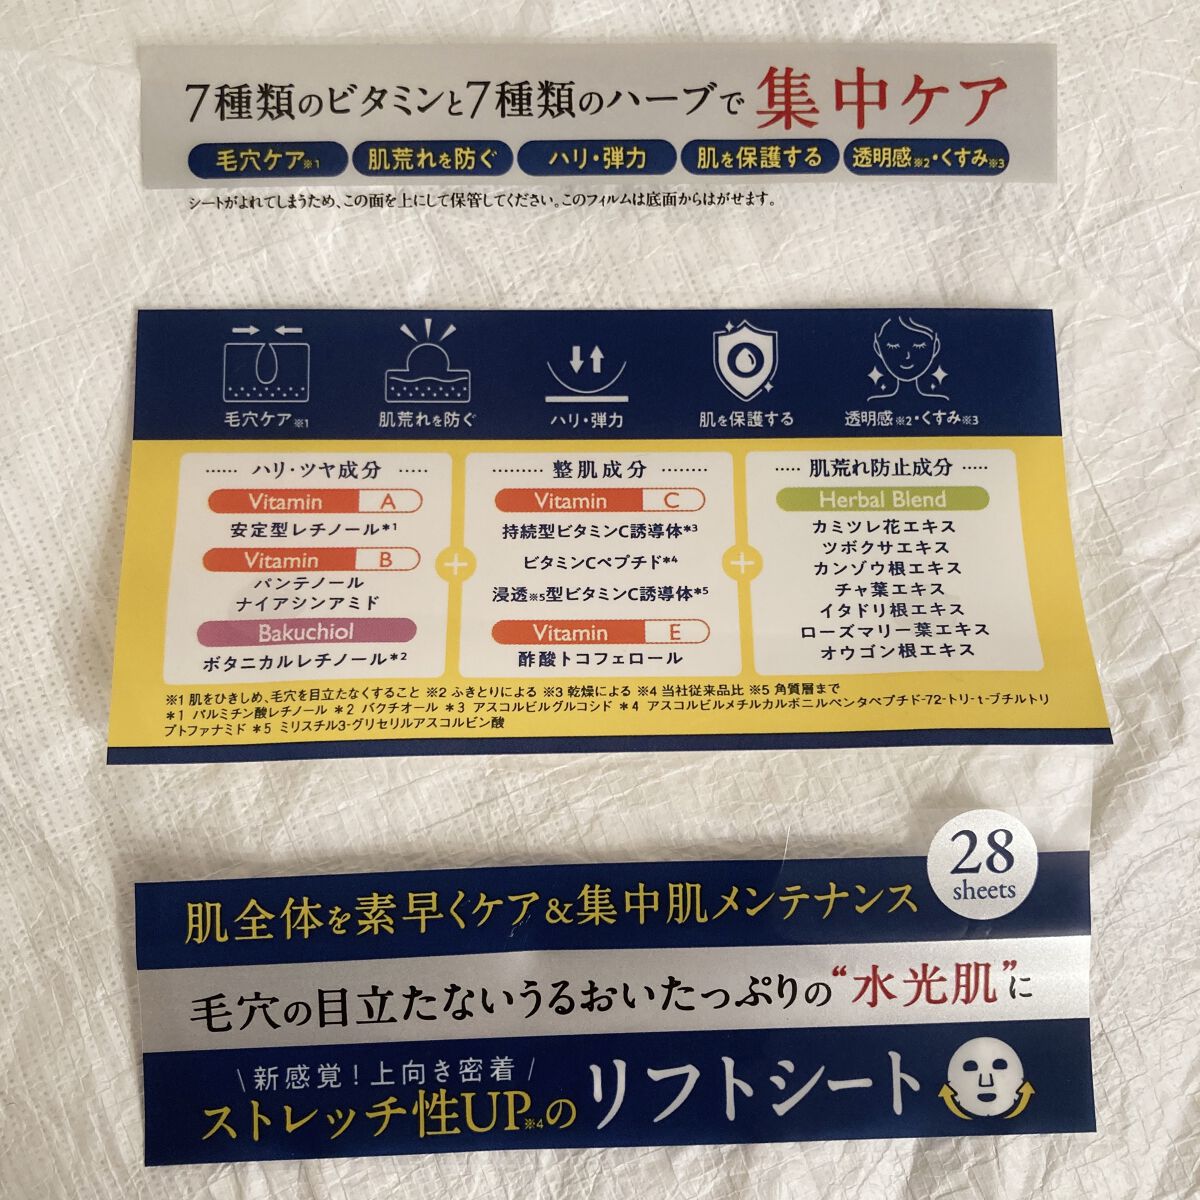 7種類のビタミンと7種類のハーブで 集中ケア
毛穴ケア※1 肌荒れを防ぐ ハリ・弾力 肌を保護する 透明感※2・くすみ※3
シートがよれてしまうため、この面を上にして保管してください。このフィルムは底面からはがせます。
毛穴ケア※1 肌荒れを防ぐ ハリ・弾力 肌を保護する 透明感※2・くすみ※3
ハリ・ツヤ成分
Vitamin A
安定型レチノール*1
Vitamin B
パンテノール
ナイアシンアミド
Bakuchiol
ボタニカルレチノール*2
+
整肌成分
Vitamin C
持続型ビタミンC誘導体*3
ビタミンCペプチド*4
浸透※5型ビタミンC誘導体*5
Vitamin E
酢酸トコフェロール
+
肌荒れ防止成分
Herbal Blend
カミツレ花エキス
ツボクサエキス
カンゾウ根エキス
チャ葉エキス
イタドリ根エキス
ローズマリー葉エキス
オウゴン根エキス
※1 肌をひきしめ、毛穴を目立たなくすること ※2 ふきとりによる ※3 乾燥による ※4 当社従来品比 ※5 角質層まで
*1 パルミチン酸レチノール *2 バクチオール *3 アスコルビルグルコシド *4 アスコルビルメチルカルボニルペンタペプチド-72-トリ-t-ブチルトリ
プトファナミド *5 ミリスチル3-グリセリルアスコルビン酸
28
sheets
肌全体を素早くケア&集中肌メンテナンス
毛穴の目立たないうるおいたっぷりの“水光肌”に
\ 新感覚！上向き密着 /
ストレッチ性UP※4の リフトシート